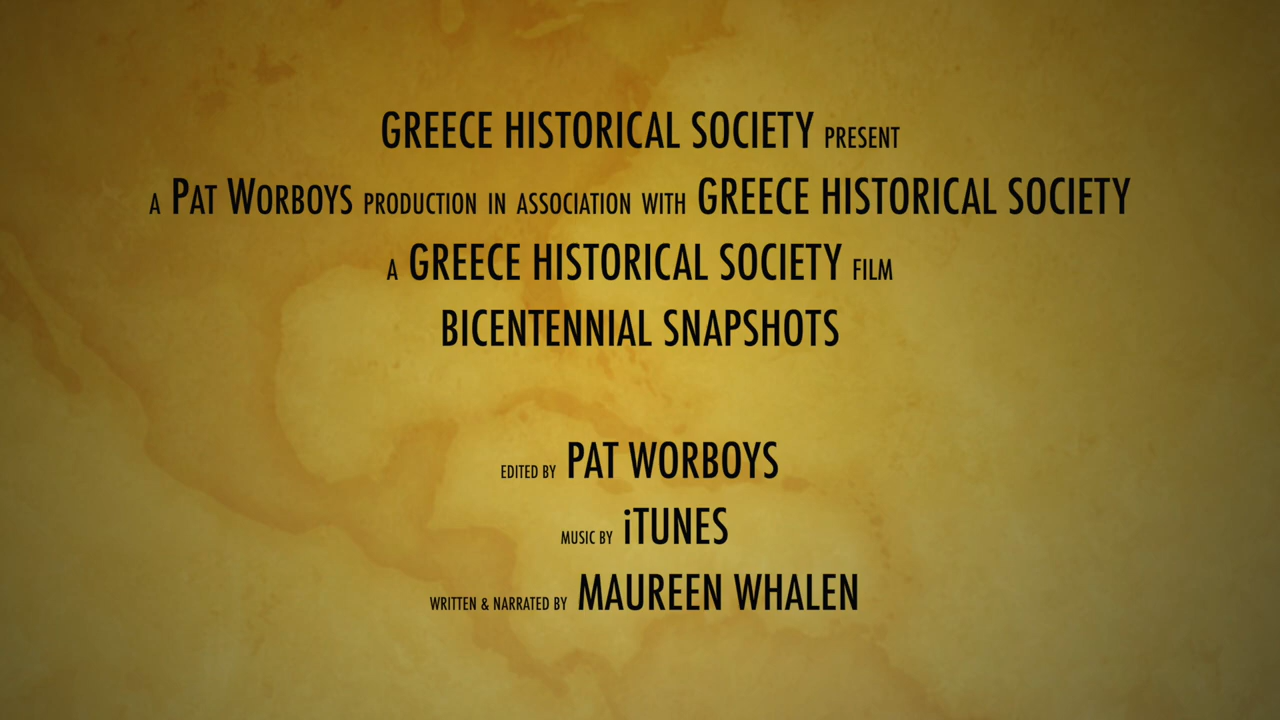 GREECE HISTORICAL SOCIETY PRESENT
A PAT WORBOYS PRODUCTION IN ASSOCIATION WITH GREECE HISTORICAL SOCIETY
A GREECE HISTORICAL SOCIETY FILM
BICENTENNIAL SNAPSHOTS
EDITED BY PAT WORBOYS
MUSIC BY iTUNES
WRITTEN & NARRATED BY MAUREEN WHALEN